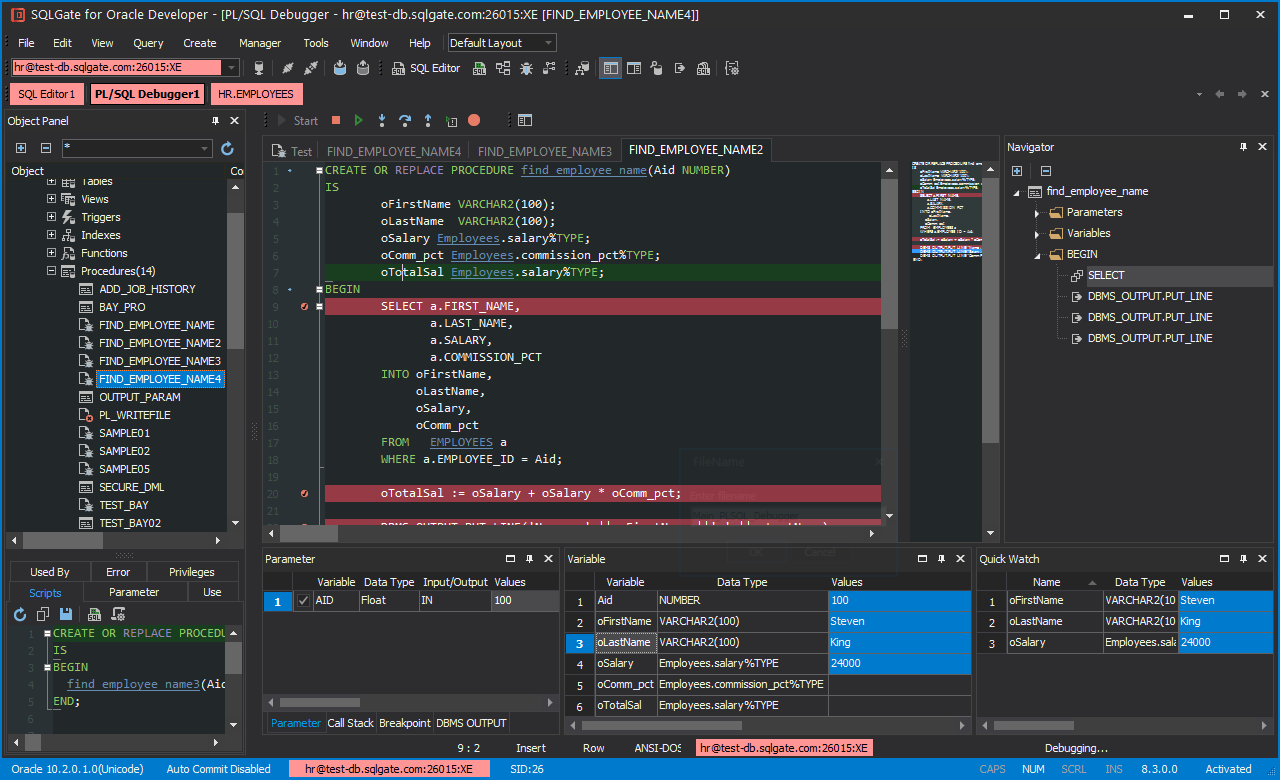 SQLGate for Oracle Developer - [PL/SQL Debugger - hr@test-db.sqlgate.com:26015:XE [FIND_EMPLOYEE_NAME4]]
File Edit View Query Create Manager Tools Window Help Default Layout
hr@test-db.sqlgate.com:26015:XE SQL Editor
SQL Editor1 PL/SQL Debugger1 HR.EMPLOYEES
Object Panel
*
Object Co
Tables
Views
Triggers
Indexes
Functions
Procedures(14)
ADD_JOB_HISTORY
BAY_PRO
FIND_EMPLOYEE_NAME
FIND_EMPLOYEE_NAME2
FIND_EMPLOYEE_NAME3
FIND_EMPLOYEE_NAME4
OUTPUT_PARAM
PL_WRITEFILE
SAMPLE01
SAMPLE02
SAMPLE05
SECURE_DML
TEST_BAY
TEST_BAY02
Used By Error Privileges
Scripts Parameter Use
1 CREATE OR REPLACE PROCEDU
2 IS
3 BEGIN
4 find_employee_name3(Aid
5 END;
6
Start
Test FIND_EMPLOYEE_NAME4 FIND_EMPLOYEE_NAME3 FIND_EMPLOYEE_NAME2
1 CREATE OR REPLACE PROCEDURE find_employee_name(Aid NUMBER)
2 IS
3 oFirstName VARCHAR2(100);
4 oLastName VARCHAR2(100);
5 oSalary Employees.salary%TYPE;
6 oComm_pct Employees.commission_pct%TYPE;
7 oTotalSal Employees.salary%TYPE;
8 BEGIN
9 SELECT a.FIRST_NAME,
10 a.LAST_NAME,
11 a.SALARY,
12 a.COMMISSION_PCT
13 INTO oFirstName,
14 oLastName,
15 oSalary,
16 oComm_pct
17 FROM EMPLOYEES a
18 WHERE a.EMPLOYEE_ID = Aid;
19
20 oTotalSal := oSalary + oSalary * oComm_pct;
21
Navigator
find_employee_name
Parameters
Variables
BEGIN
SELECT
DBMS_OUTPUT.PUT_LINE
DBMS_OUTPUT.PUT_LINE
DBMS_OUTPUT.PUT_LINE
Parameter
Variable Data Type Input/Output Values
1 AID Float IN 100
Parameter Call Stack Breakpoint DBMS OUTPUT
Variable
Variable Data Type Values
1 Aid NUMBER 100
2 oFirstName VARCHAR2(100) Steven
3 oLastName VARCHAR2(100) King
4 oSalary Employees.salary%TYPE 24000
5 oComm_pct Employees.commission_pct%TYPE
6 oTotalSal Employees.salary%TYPE
Quick Watch
Name Data Type Values
1 oFirstName VARCHAR2(10 Steven
2 oLastName VARCHAR2(10 King
3 oSalary Employees.sala 24000
9 : 2 Insert Row ANSI-DOS hr@test-db.sqlgate.com:26015:XE Debugging...
Oracle 10.2.0.1.0(Unicode) Auto Commit Disabled hr@test-db.sqlgate.com:26015:XE SID:26 CAPS NUM SCRL INS 8.3.0.0 Activated